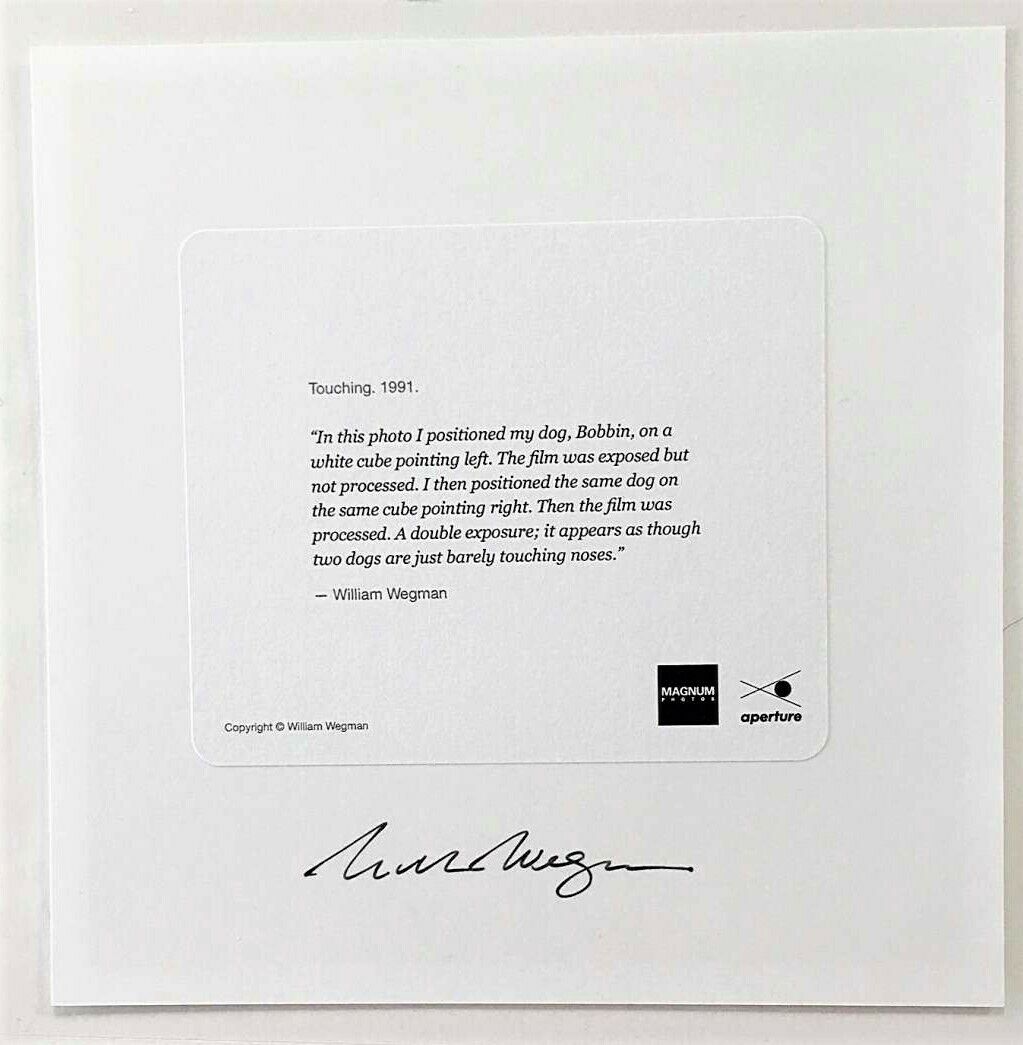 Touching. 1991.
“In this photo I positioned my dog, Bobbin, on a
white cube pointing left. The film was exposed but
not processed. I then positioned the same dog on
the same cube pointing right. Then the film was
processed. A double exposure; it appears as though
two dogs are just barely touching noses.”
— William Wegman
MAGNUM
PHOTOS
aperture
Copyright © William Wegman
Wegman